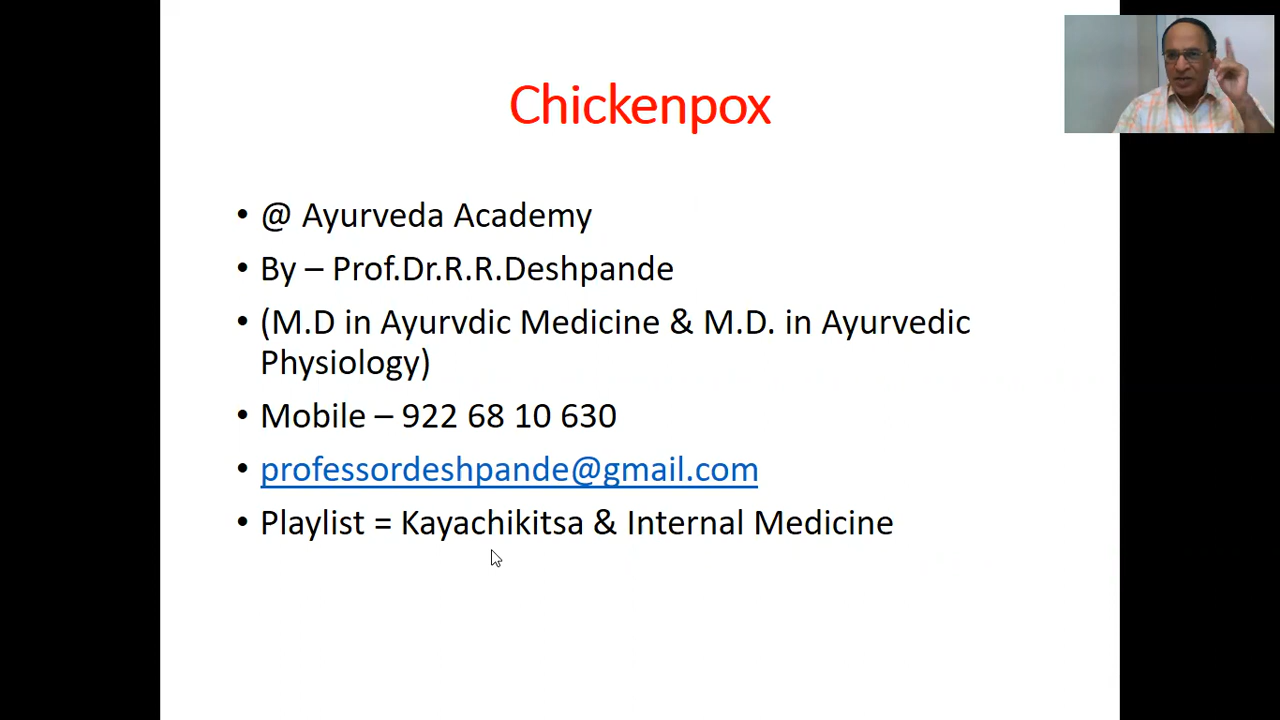 Chickenpox
• @ Ayurveda Academy
• By – Prof.Dr.R.R.Deshpande
• (M.D in Ayurvdic Medicine & M.D. in Ayurvedic
Physiology)
• Mobile – 922 68 10 630
• professordeshpande@gmail.com
• Playlist = Kayachikitsa & Internal Medicine